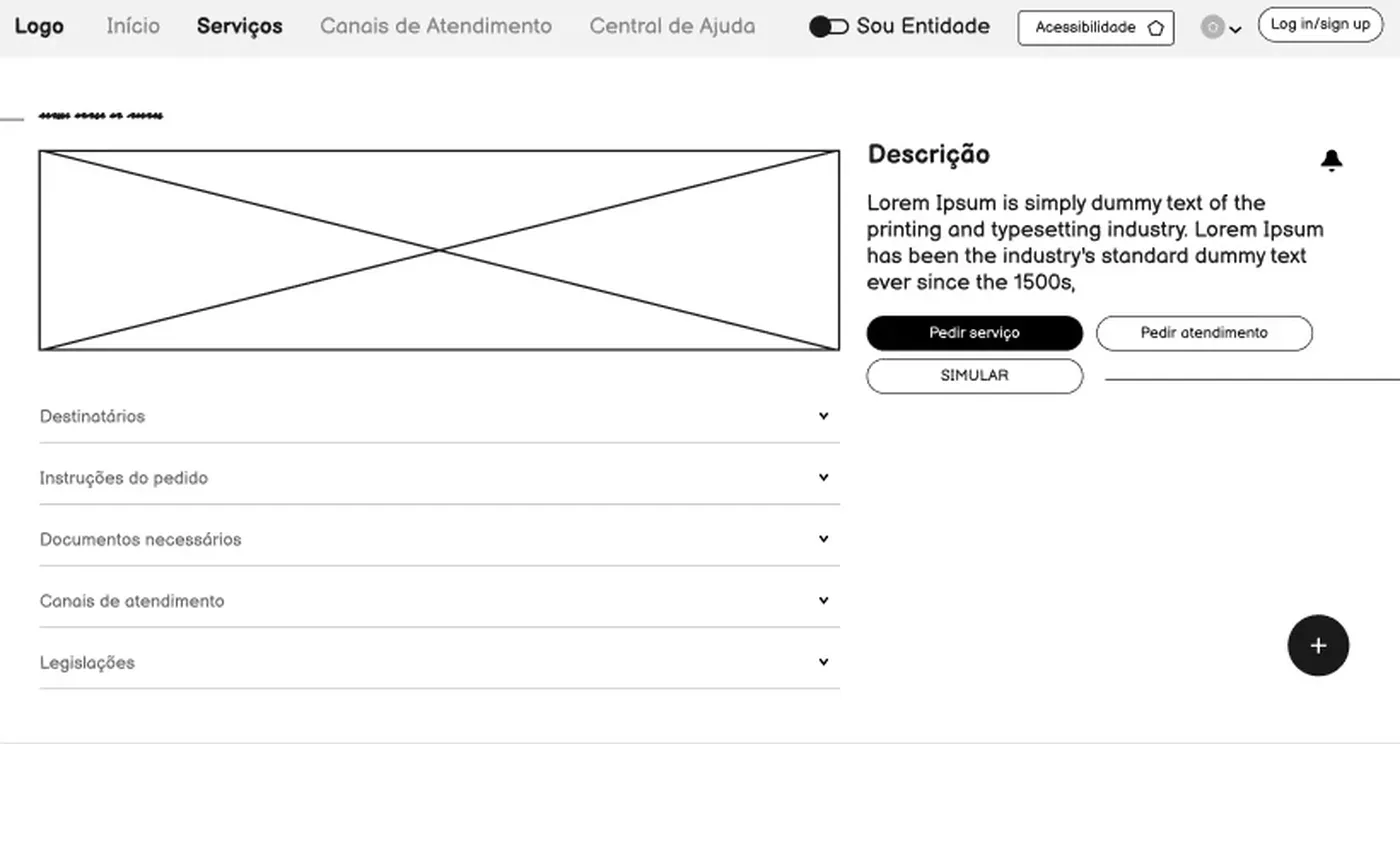 Logo Início Serviços Canais de Atendimento Central de Ajuda Sou Entidade Acessibilidade Log in/sign up
Descrição
Lorem Ipsum is simply dummy text of the
printing and typesetting industry. Lorem Ipsum
has been the industry's standard dummy text
ever since the 1500s,
Pedir serviço Pedir atendimento
SIMULAR
Destinatários
Instruções do pedido
Documentos necessários
Canais de atendimento
Legislações